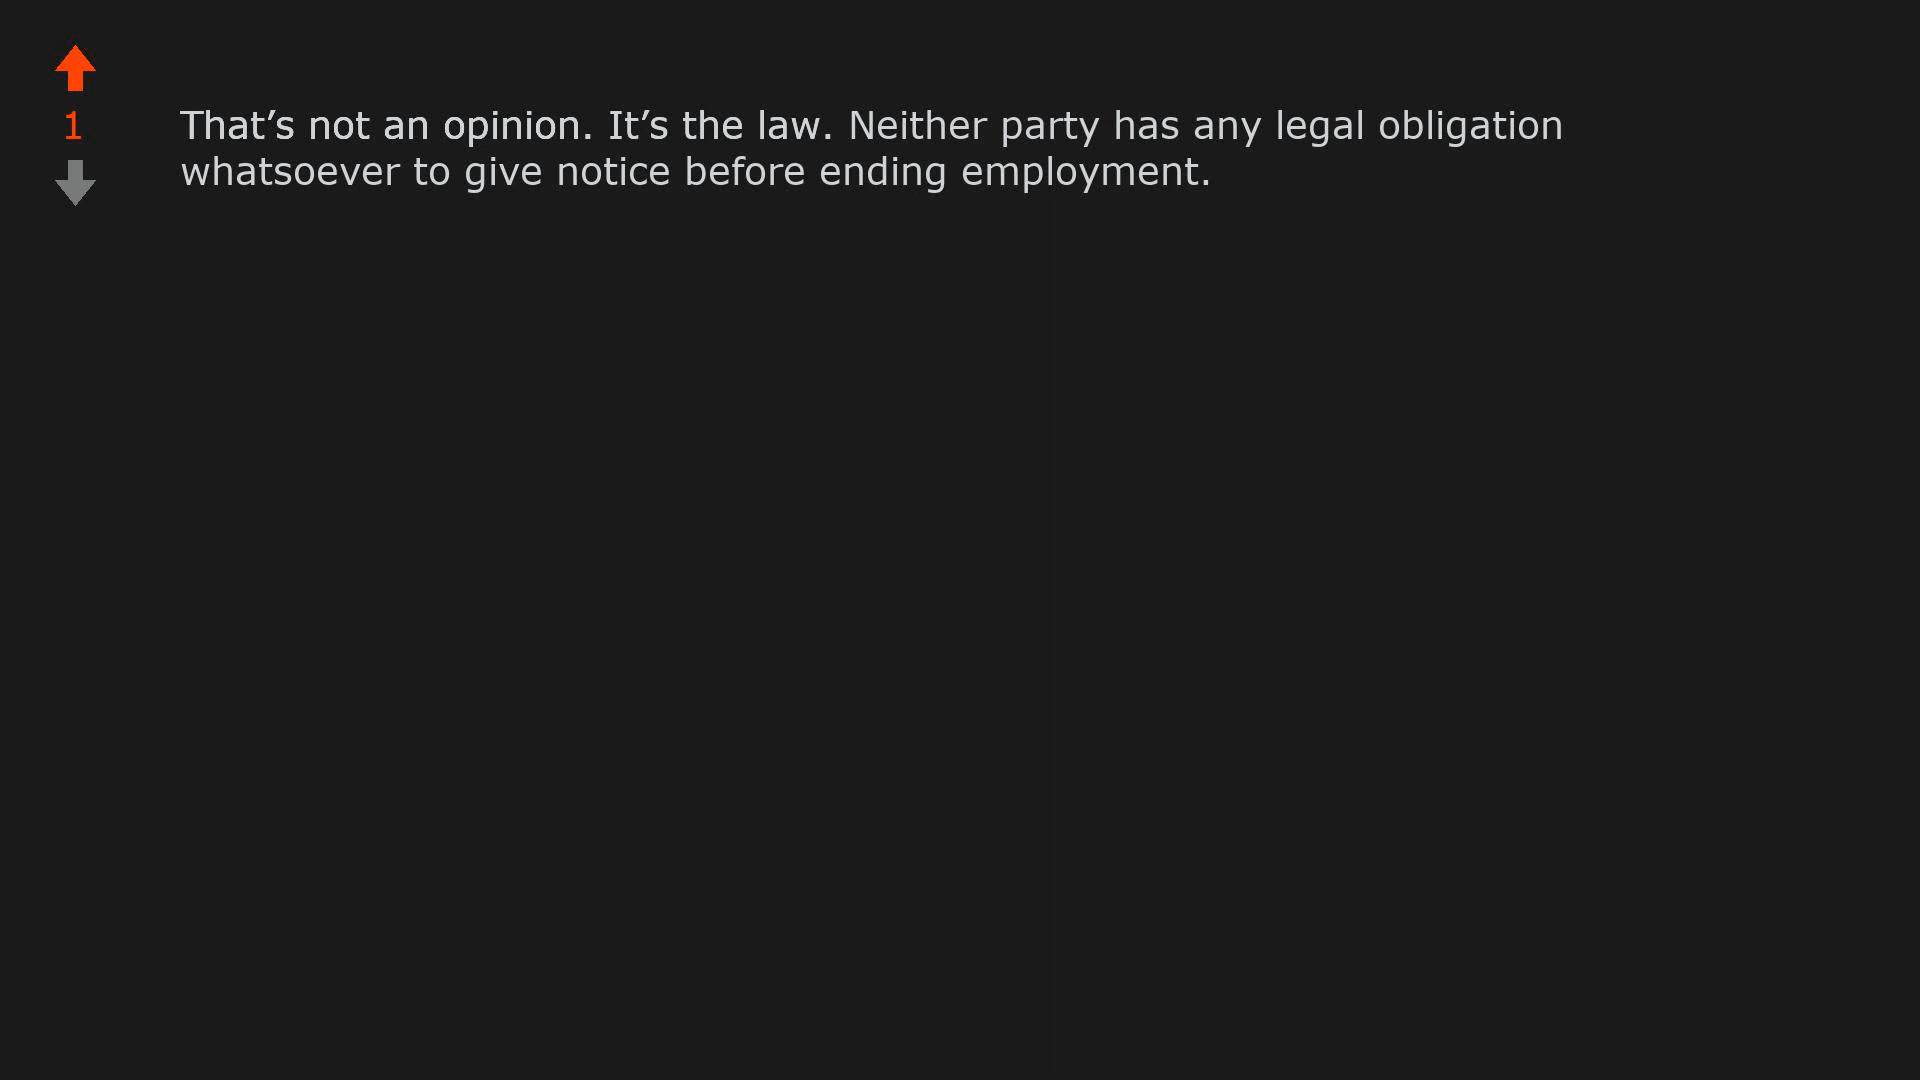 1
That’s not an opinion. It’s the law. Neither party has any legal obligation
whatsoever to give notice before ending employment.